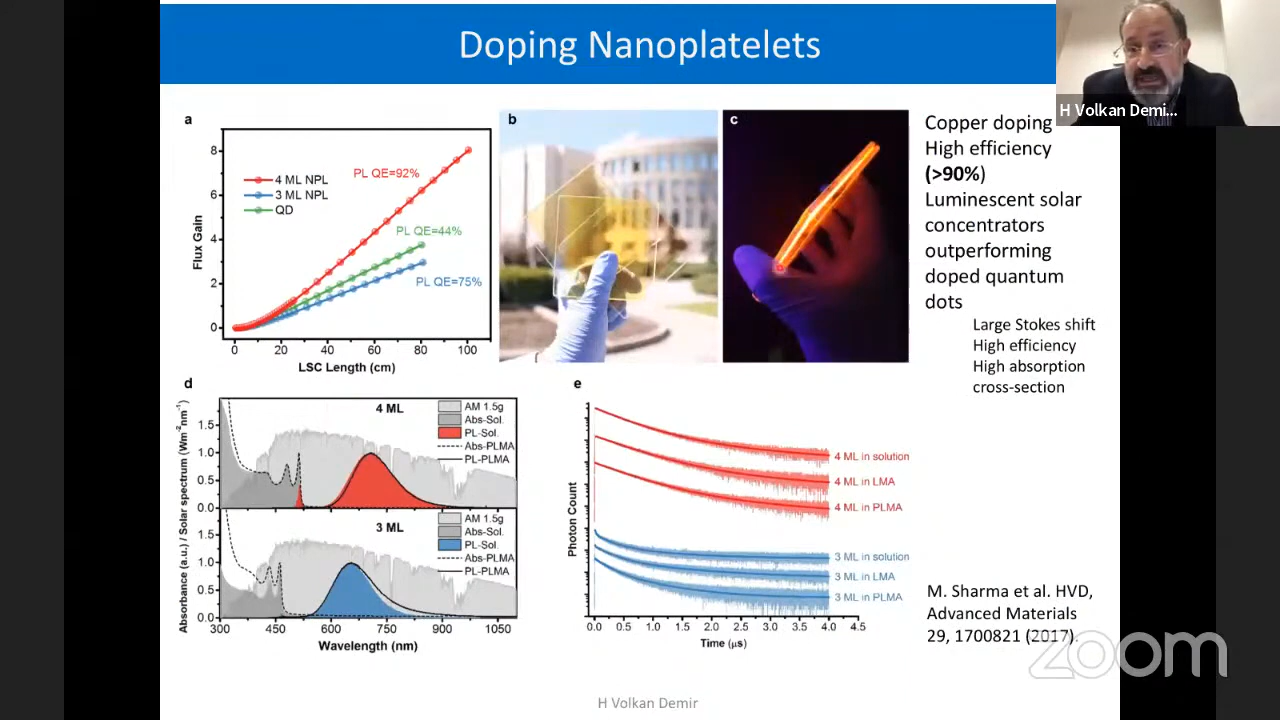 Doping Nanoplatelets
H Volkan Demi...
a
8
6
4
2
0
Flux Gain
4 ML NPL
3 ML NPL
QD
PL QE=92%
PL QE=44%
PL QE=75%
0 20 40 60 80 100
LSC Length (cm)
b
c
Copper doping
High efficiency
(>90%)
Luminescent solar
concentrators
outperforming
doped quantum
dots
Large Stokes shift
High efficiency
High absorption
cross-section
d
Absorbance (a.u.) / Solar spectrum (Wm⁻²nm⁻¹)
4 ML
1.5
1.0
0.5
0.0
AM 1.5g
Abs-Sol.
PL-Sol.
Abs-PLMA
PL-PLMA
3 ML
1.5
1.0
0.5
0.0
AM 1.5g
Abs-Sol.
PL-Sol.
Abs-PLMA
PL-PLMA
300 450 600 750 900 1050
Wavelength (nm)
e
Photon Count
4 ML in solution
4 ML in LMA
4 ML in PLMA
3 ML in solution
3 ML in LMA
3 ML in PLMA
0.0 0.5 1.0 1.5 2.0 2.5 3.0 3.5 4.0 4.5
Time (μs)
M. Sharma et al. HVD,
Advanced Materials
29, 1700821 (2017).
zoom
H Volkan Demir